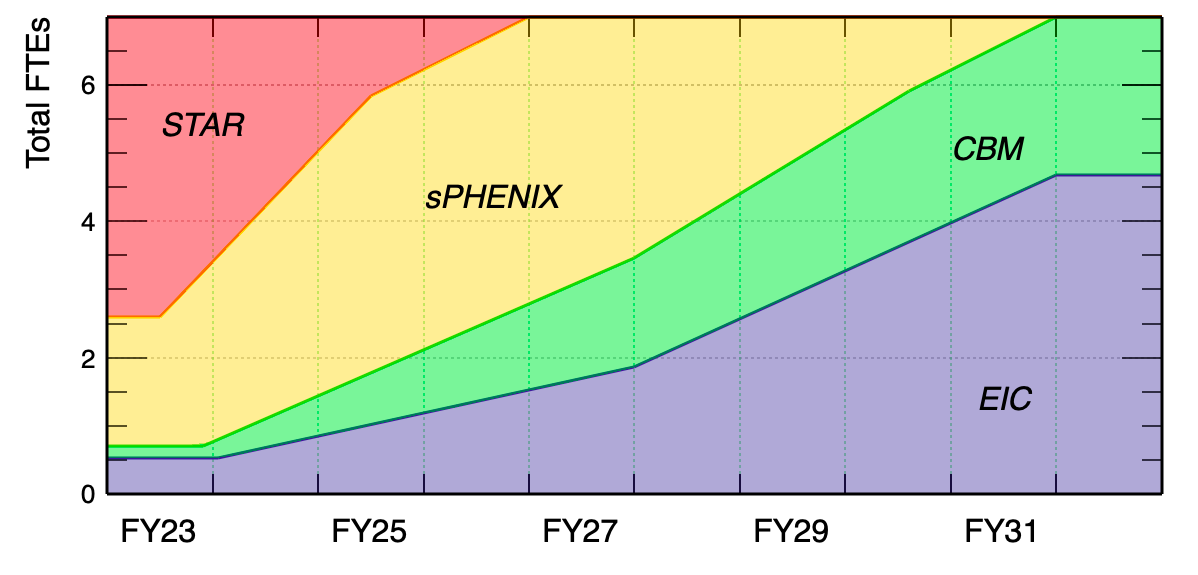 Total FTEs
6
4
2
0
STAR
sPHENIX
CBM
EIC
FY23 FY25 FY27 FY29 FY31